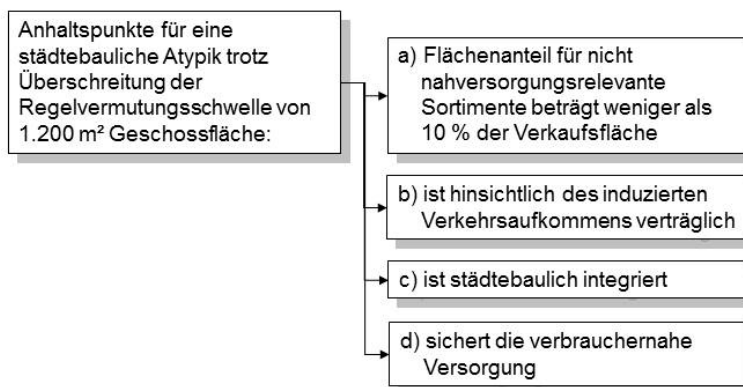 Anhaltspunkte für eine
städtebauliche Atypik trotz
Überschreitung der
Regelvermutungsschwelle von
1.200 m² Geschossfläche:
a) Flächenanteil für nicht
nahversorgungsrelevante
Sortimente beträgt weniger als
10 % der Verkaufsfläche
b) ist hinsichtlich des induzierten
Verkehrsaufkommens verträglich
c) ist städtebaulich integriert
d) sichert die verbrauchernahe
Versorgung